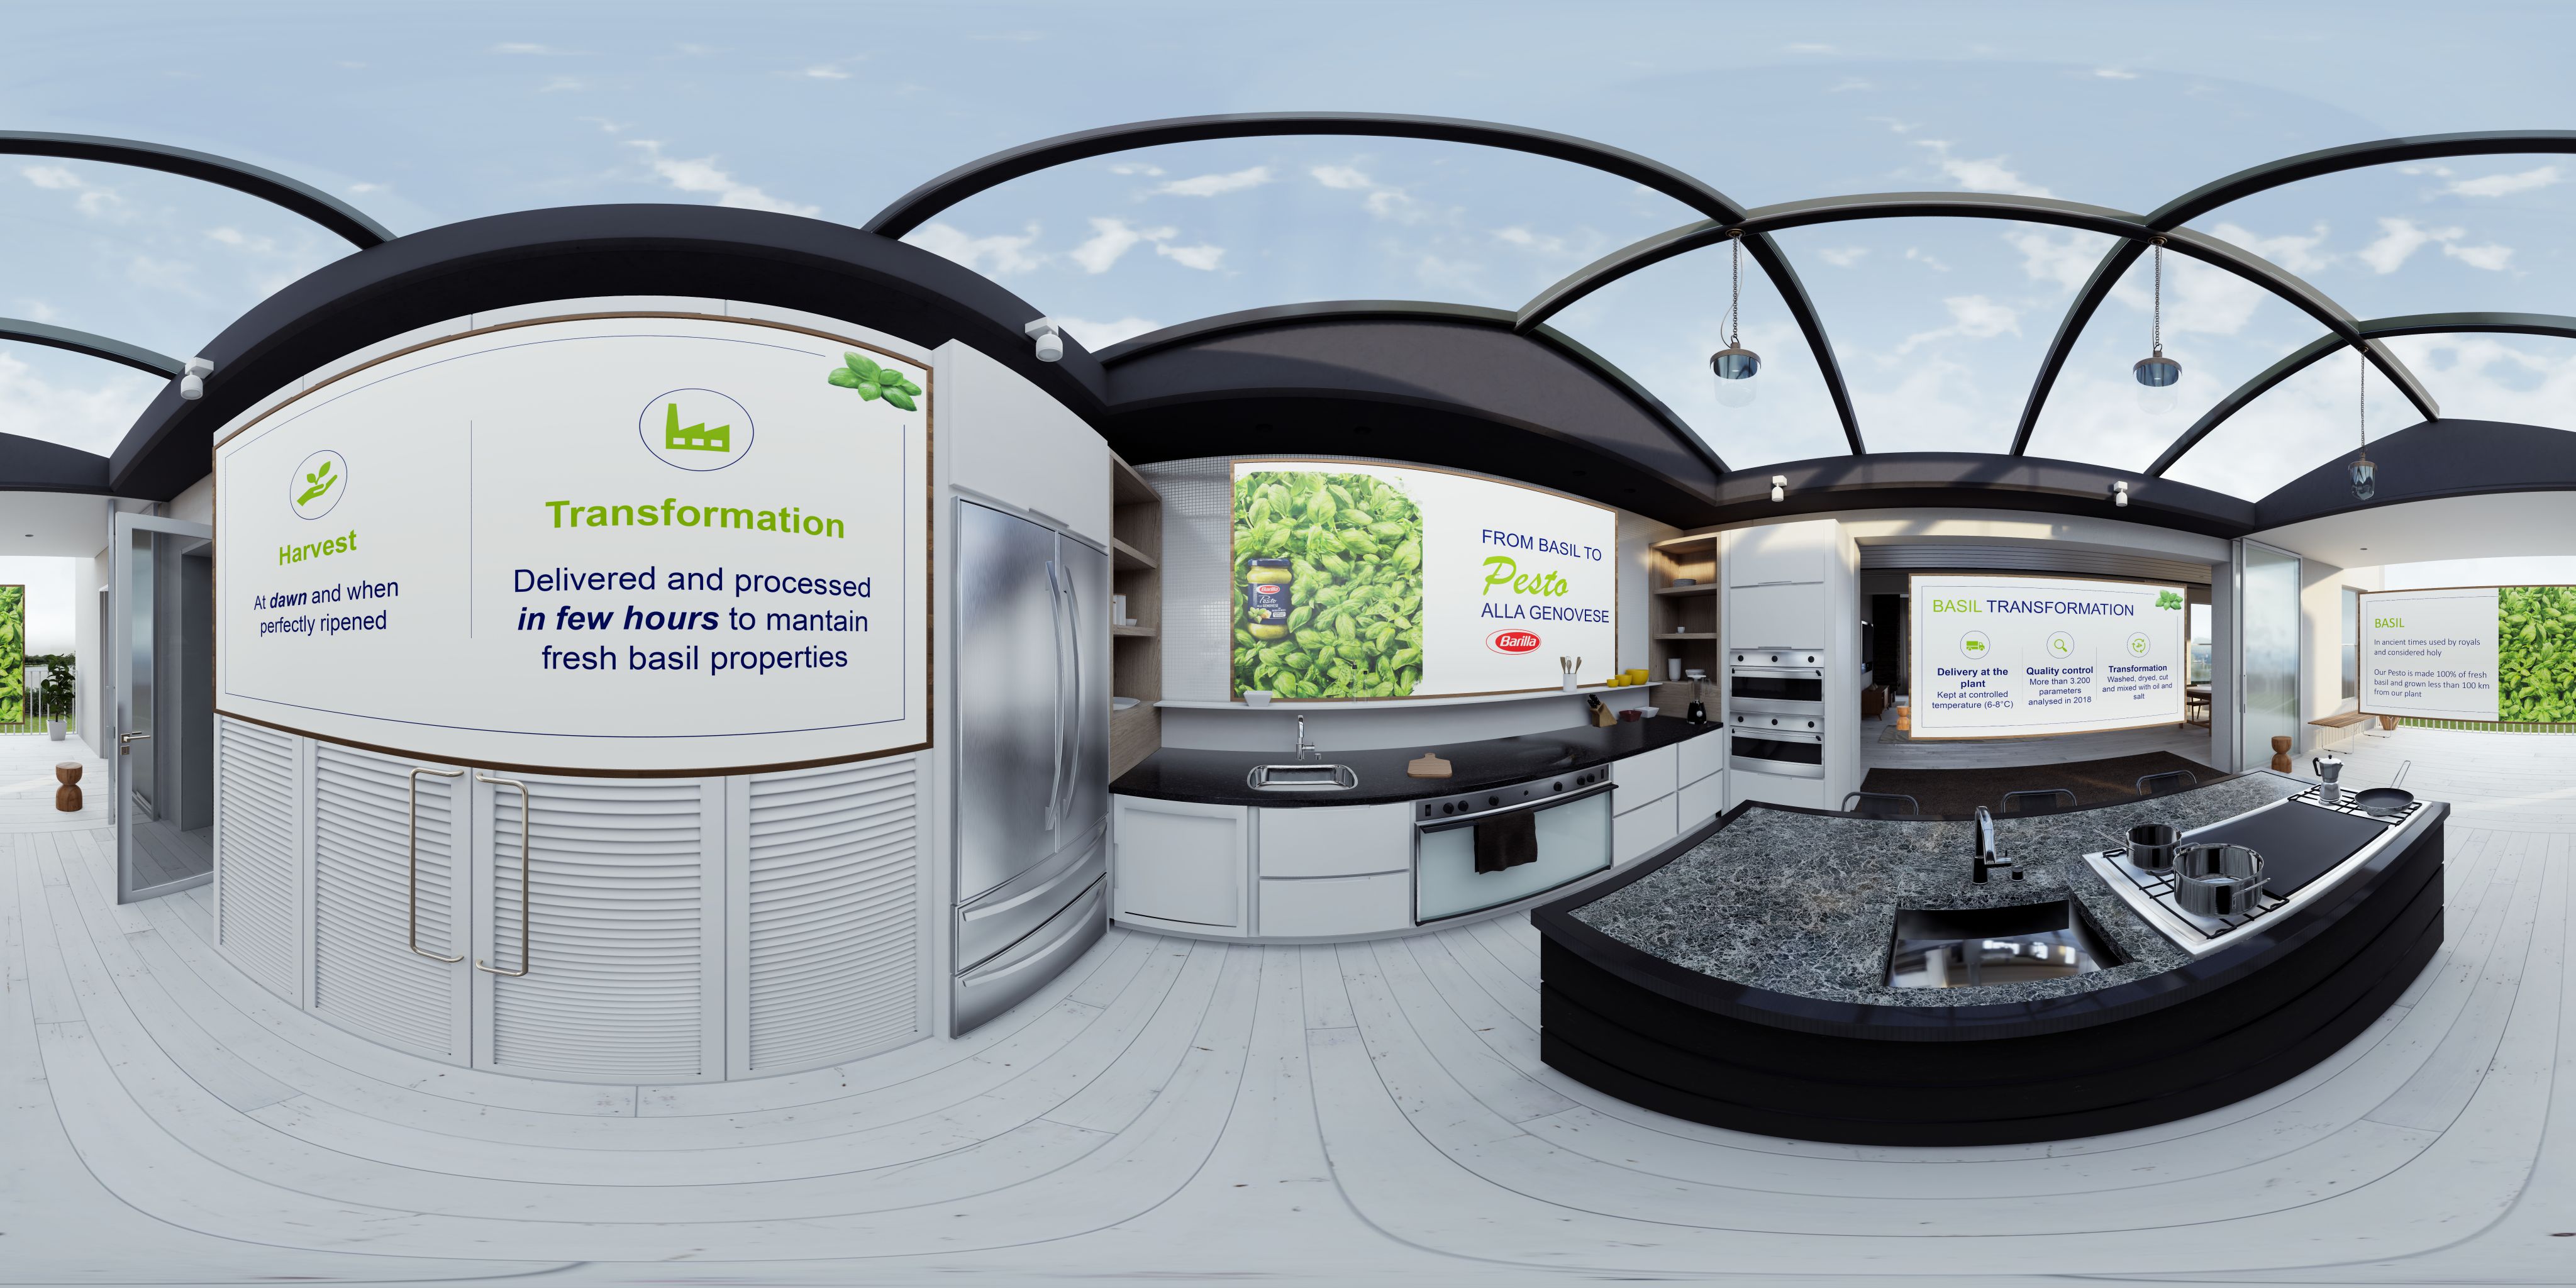 Harvest
At dawn and when
perfectly ripened
Transformation
Delivered and processed
in few hours to mantain
fresh basil properties
Barilla
Pesto
FROM BASIL TO
Pesto
ALLA GENOVESE
Barilla
BASIL TRANSFORMATION
Delivery at the
plant
Kept at controlled
temperature (6-8°C)
Quality control
More than 3.200
parameters
analysed in 2018
Transformation
Washed, dried, cut
and mixed with oil and
salt
BASIL
In ancient times used by royals
and considered holy
Our Pesto is made 100% of fresh
basil and grown less than 100 km
from our plant